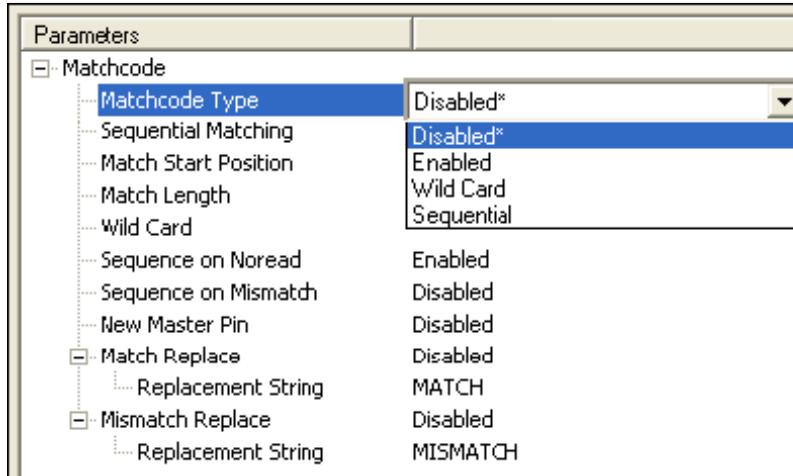 Parameters
Matchcode
Matchcode Type Disabled*
Sequential Matching Disabled*
Match Start Position Enabled
Match Length Wild Card
Wild Card Sequential
Sequence on Noread Enabled
Sequence on Mismatch Disabled
New Master Pin Disabled
Match Replace Disabled
Replacement String MATCH
Mismatch Replace Disabled
Replacement String MISMATCH